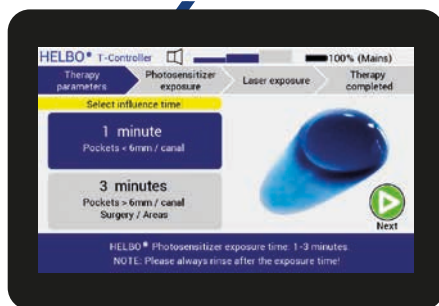 HELBO® T-Controller 100% (Mains)
Therapy parameters
Photosensitizer exposure
Laser exposure
Therapy completed
Select influence time
1 minute
Pockets < 6mm / canal
3 minutes
Pockets > 6mm / canal
Surgery / Areas
Next
HELBO® Photosensitizer exposure time: 1-3 minutes
NOTE: Please always rinse after the exposure time!